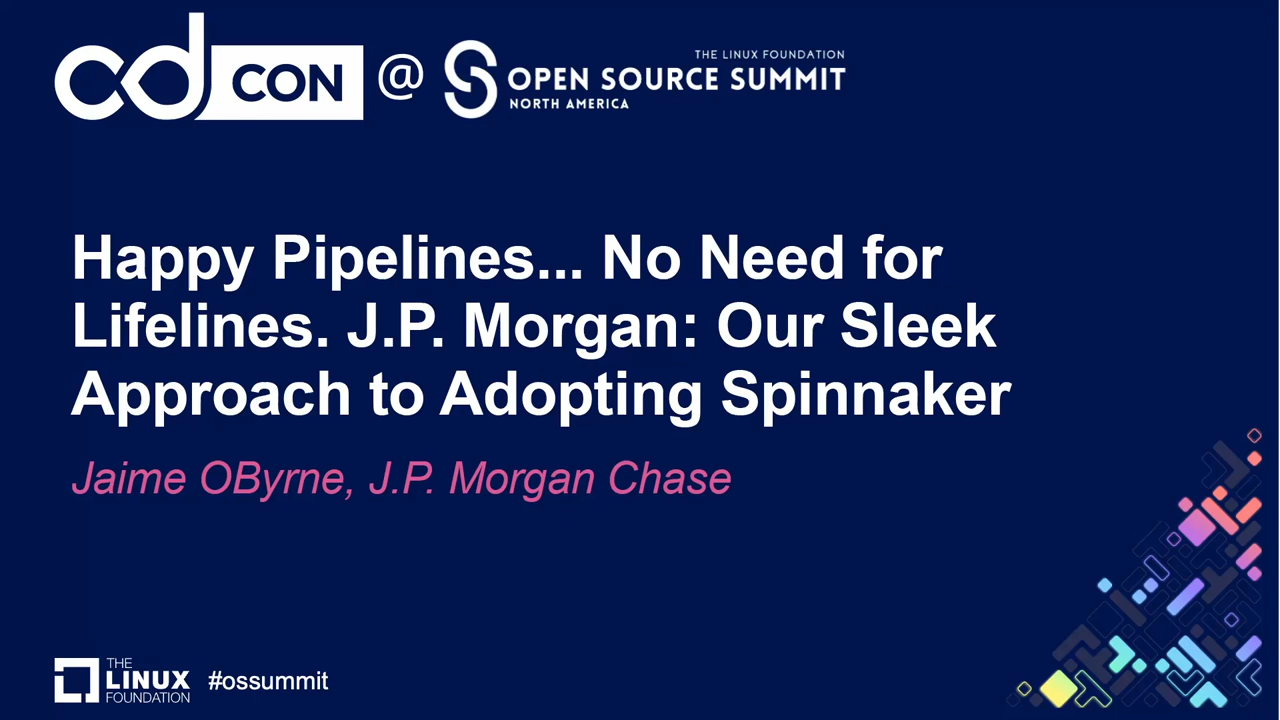 cd CON @ THE LINUX FOUNDATION
OPEN SOURCE SUMMIT
NORTH AMERICA
Happy Pipelines... No Need for
Lifelines. J.P. Morgan: Our Sleek
Approach to Adopting Spinnaker
Jaime OByrne, J.P. Morgan Chase
THE
LINUX
FOUNDATION
#ossummit